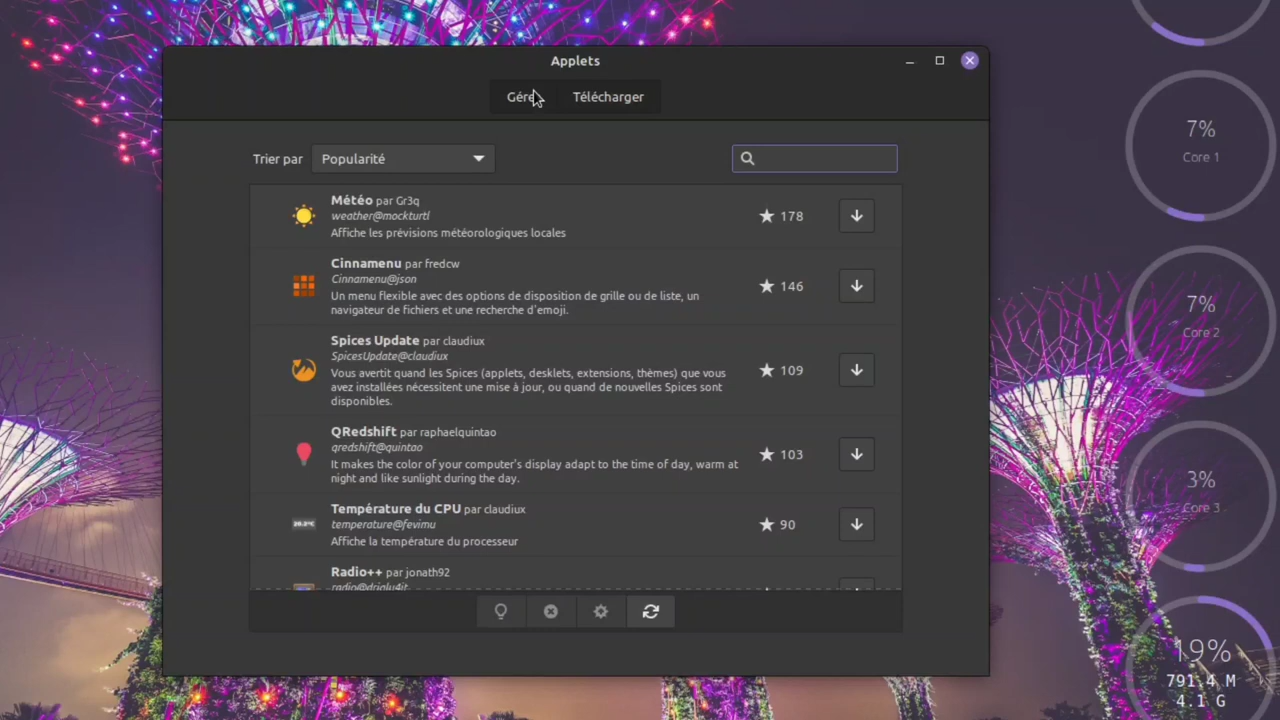 Applets
Gérer Télécharger
Trier par Popularité
Météo par Gr3q
weather@mockturtl
Affiche les prévisions météorologiques locales
178
Cinnamenu par fredcw
Cinnamenu@json
Un menu flexible avec des options de disposition de grille ou de liste, un
navigateur de fichiers et une recherche d'emoji.
146
Spices Update par claudiux
SpicesUpdate@claudiux
Vous avertit quand les Spices (applets, desklets, extensions, thèmes) que vous
avez installées nécessitent une mise à jour, ou quand de nouvelles Spices sont
disponibles.
109
QRedshift par raphaelquintao
qredshift@quintao
It makes the color of your computer's display adapt to the time of day, warm at
night and like sunlight during the day.
103
Température du CPU par claudiux
temperature@fevimu
Affiche la température du processeur
90
Radio++ par jonath92
radio@driglu4it
7%
Core 1
7%
Core 2
3%
Core 3
19%
791.4 M
4.1 G